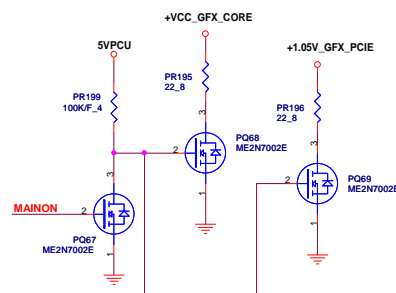 +VCC_GFX_CORE
5VPCU
+1.05V_GFX_PCIE
PR199
100K/F_4
PR195
22_8
PR196
22_8
3
2
PQ68
ME2N7002E
1
3
2
PQ69
ME2N7002E
1
3
MAINON
2
PQ67
ME2N7002E
1